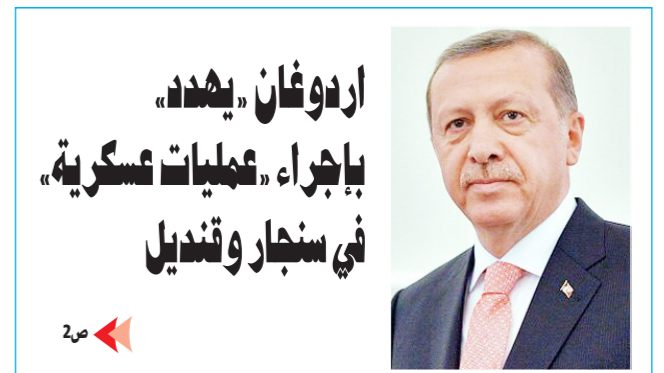 اردوغان «يهدد»
بإجراء «عمليات عسكرية»
في سنجار وقنديل
ص2